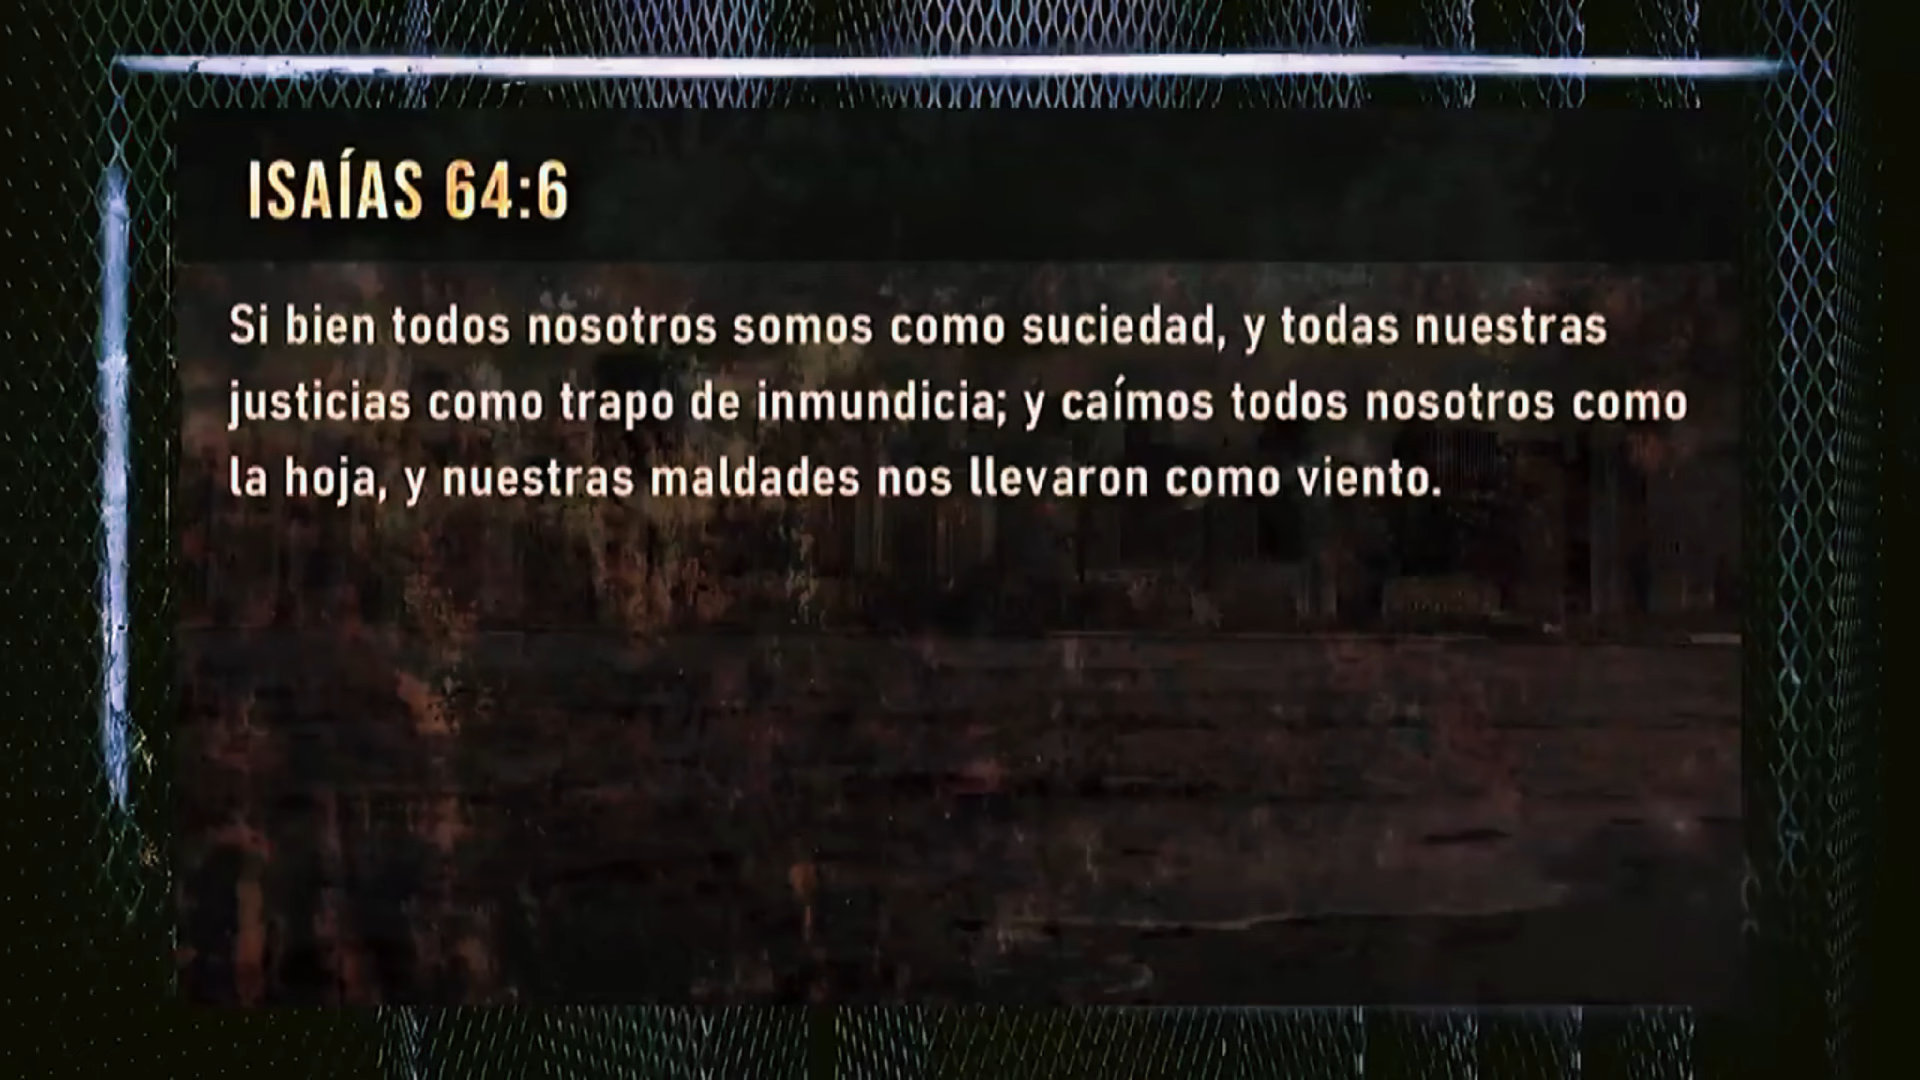 ISAÍAS 64:6
Si bien todos nosotros somos como suciedad, y todas nuestras
justicias como trapo de inmundicia; y caímos todos nosotros como
la hoja, y nuestras maldades nos llevaron como viento.